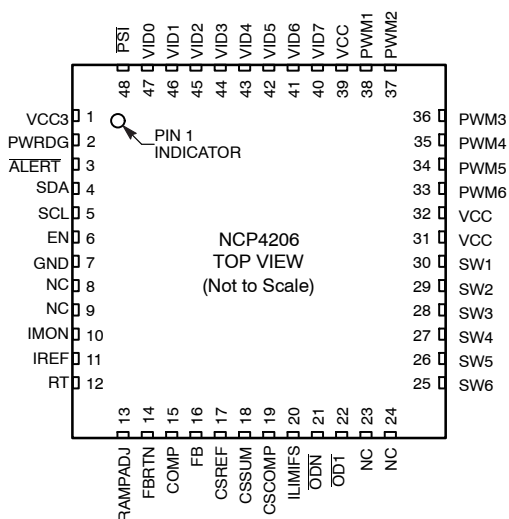 PSI
VID0
VID1
VID2
VID3
VID4
VID5
VID6
VID7
VCC
PWM1
PWM2
48
47
46
45
44
43
42
41
40
39
38
37
VCC3 1
PWRDG 2
ALERT 3
SDA 4
SCL 5
EN 6
GND 7
NC 8
NC 9
IMON 10
IREF 11
RT 12
PIN 1
INDICATOR
NCP4206
TOP VIEW
(Not to Scale)
36 PWM3
35 PWM4
34 PWM5
33 PWM6
32 VCC
31 VCC
30 SW1
29 SW2
28 SW3
27 SW4
26 SW5
25 SW6
13
14
15
16
17
18
19
20
21
22
23
24
RAMPADJ
FBRTN
COMP
FB
CSREF
CSSUM
CSCOMP
ILIMIFS
ODN
OD1
NC
NC